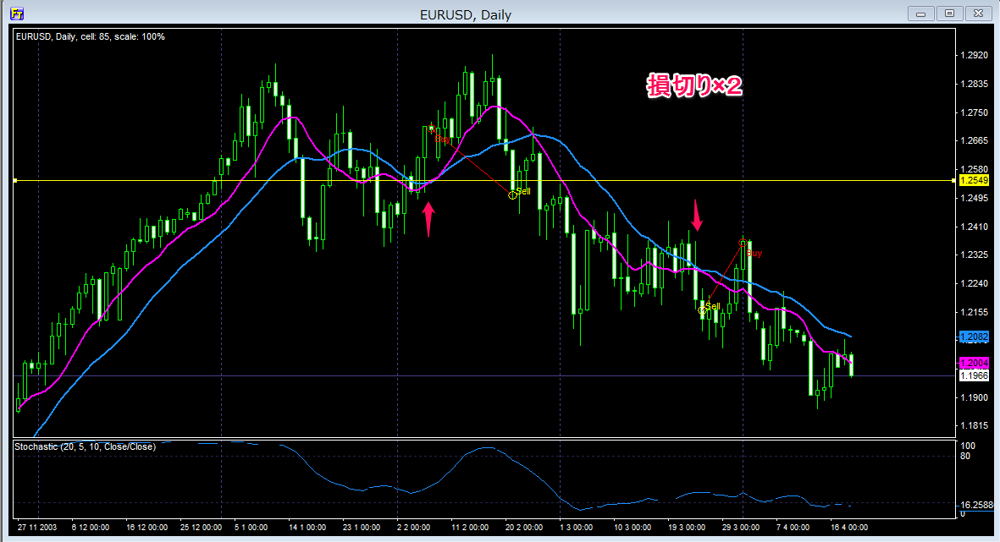 FT
EURUSD, Daily
EURUSD, Daily, cell: 85, scale: 100%
損切り×2
1.2920
1.2835
1.2750
1.2665
1.2580
1.2549
1.2495
1.2410
1.2325
1.2240
1.2155
1.2082
1.2004
1.1966
1.1900
1.1815
Buy
Sell
Buy
Sell
Stochastic (20, 5, 10, Close/Close)
100
80
16.2588
0
27 11 2003
6 12 00:00
16 12 00:00
25 12 00:00
5 1 00:00
14 1 00:00
23 1 00:00
2 2 00:00
11 2 00:00
20 2 00:00
1 3 00:00
10 3 00:00
19 3 00:00
29 3 00:00
7 4 00:00
16 4 00:00